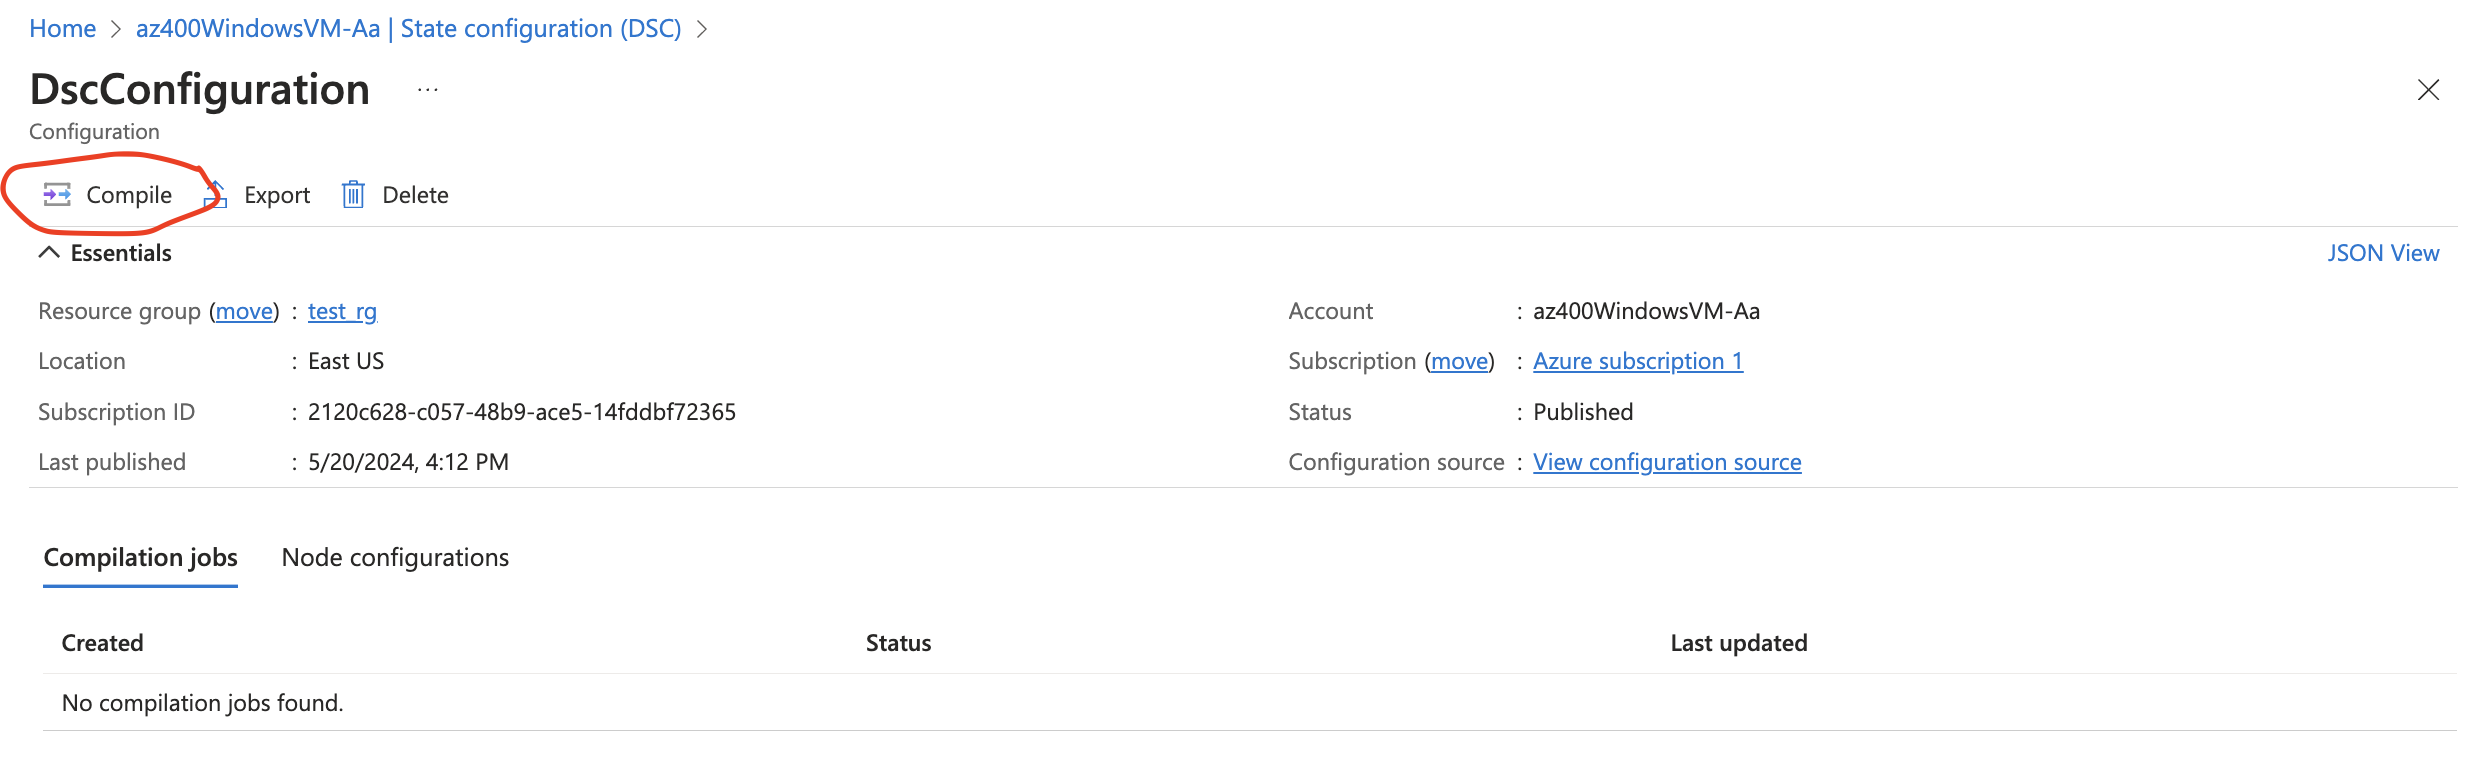 Home > az400WindowsVM-Aa | State configuration (DSC) >
DscConfiguration ...
Configuration
Compile Export Delete
Essentials JSON View
Resource group (move) : test_rg Account : az400WindowsVM-Aa
Location : East US Subscription (move) : Azure subscription 1
Subscription ID : 2120c628-c057-48b9-ace5-14fddbf72365 Status : Published
Last published : 5/20/2024, 4:12 PM Configuration source : View configuration source
Compilation jobs Node configurations
Created Status Last updated
No compilation jobs found.